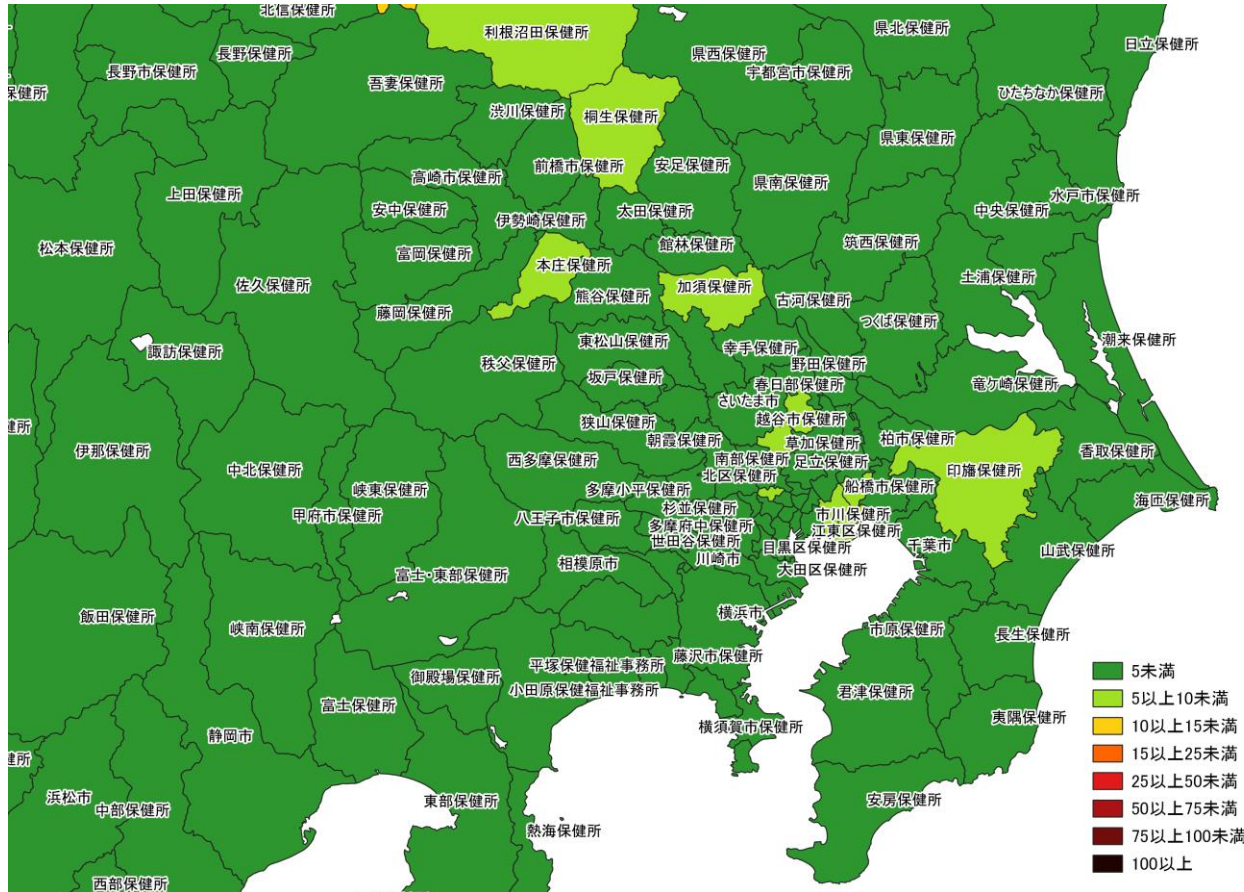 北信保健所
利根沼田保健所
県北保健所
長野保健所
県西保健所
日立保健所
長野市保健所
宇都宮市保健所
吾妻保健所
保健所
ひたちなか保健所
渋川保健所
桐生保健所
県東保健所
前橋市保健所
安足保健所
高崎市保健所
県南保健所
上田保健所
水戸市保健所
安中保健所
太田保健所
中央保健所
伊勢崎保健所
松本保健所
館林保健所
筑西保健所
富岡保健所
本庄保健所
土浦保健所
佐久保健所
加須保健所
熊谷保健所
古河保健所
藤岡保健所
つくば保健所
東松山保健所
潮来保健所
諏訪保健所
幸手保健所
秩父保健所
野田保健所
坂戸保健所
春日部保健所
竜ケ崎保健所
さいたま市
越谷市保健所
狭山保健所
健所
朝霞保健所
草加保健所
柏市保健所
伊那保健所
香取保健所
西多摩保健所
南部保健所
足立保健所
中北保健所
峡東保健所
北区保健所
印旛保健所
船橋市保健所
多摩小平保健所
海匝保健所
杉並保健所
市川保健所
甲府市保健所
八王子市保健所
多摩府中保健所
江東区保健所
世田谷保健所
目黒区保健所
千葉市
山武保健所
川崎市
相模原市
大田区保健所
富士・東部保健所
横浜市
飯田保健所
峡南保健所
市原保健所
長生保健所
藤沢市保健所
平塚保健福祉事務所
御殿場保健所
小田原保健福祉事務所
君津保健所
富士保健所
夷隅保健所
横須賀市保健所
静岡市
健所
浜松市
安房保健所
東部保健所
中部保健所
熱海保健所
西部保健所
5未満
5以上10未満
10以上15未満
15以上25未満
25以上50未満
50以上75未満
75以上100未満
100以上